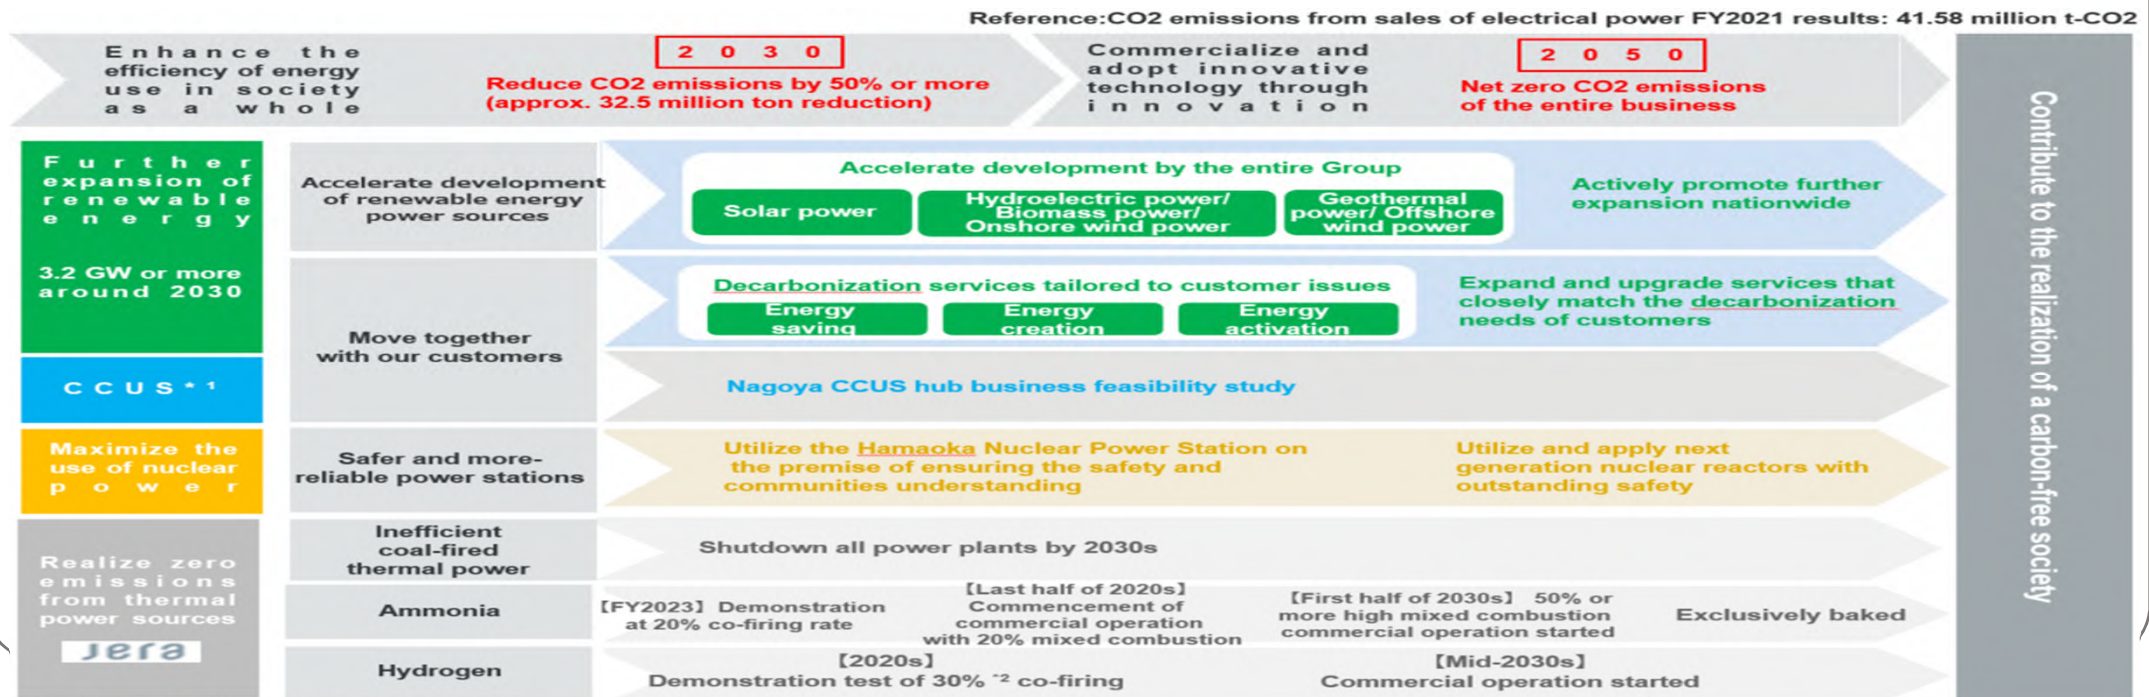 Reference:CO2 emissions from sales of electrical power FY2021 results: 41.58 million t-CO2
Enhance the
efficiency of energy
use in society
as a whole
2030
Reduce CO2 emissions by 50% or more
(approx. 32.5 million ton reduction)
Commercialize and
adopt innovative
technology through
innovation
2050
Net zero CO2 emissions
of the entire business
Contribute to the realization of a carbon-free society
Further
expansion of
renewable
energy
3.2 GW or more
around 2030
Accelerate development
of renewable energy
power sources
Accelerate development by the entire Group
Solar power
Hydroelectric power/
Biomass power/
Onshore wind power
Geothermal
power/ Offshore
wind power
Actively promote further
expansion nationwide
Move together
with our customers
Decarbonization services tailored to customer issues
Energy
saving
Energy
creation
Energy
activation
Expand and upgrade services that
closely match the decarbonization
needs of customers
CCUS*1
Nagoya CCUS hub business feasibility study
Maximize the
use of nuclear
power
Safer and more-
reliable power stations
Utilize the Hamaoka Nuclear Power Station on
the premise of ensuring the safety and
communities understanding
Utilize and apply next
generation nuclear reactors with
outstanding safety
Realize zero
emissions
from thermal
power sources
Jera
Inefficient
coal-fired
thermal power
Shutdown all power plants by 2030s
Ammonia
【FY2023】Demonstration
at 20% co-firing rate
【Last half of 2020s】
Commencement of
commercial operation
with 20% mixed combustion
【First half of 2030s】 50% or
more high mixed combustion
commercial operation started
Exclusively baked
Hydrogen
【2020s】
Demonstration test of 30% *2 co-firing
【Mid-2030s】
Commercial operation started